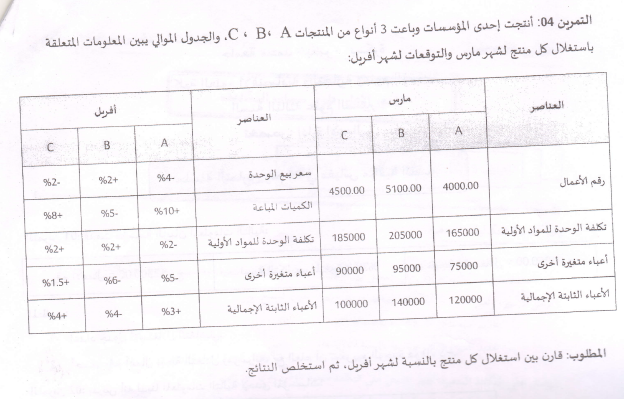 التمرين 04: أنتجت إحدى المؤسسات وباعت 3 أنواع من المنتجات C ، B، A، والجدول الموالي يبين المعلومات المتعلقة
باستغلال كل منتج لشهر مارس والتوقعات لشهر أفريل:
العناصر مارس العناصر أفريل
A B C A B C
رقم الأعمال 4000.00 5100.00 4500.00 سعر بيع الوحدة %4- %2+ %2-
الكميات المباعة %10+ %5- %8+
تكلفة الوحدة للمواد الأولية 165000 205000 185000 تكلفة الوحدة للمواد الأولية %2- %2+ %2+
أعباء متغيرة أخرى 75000 95000 90000 أعباء متغيرة أخرى %5- %6- %1.5+
الأعباء الثابتة الإجمالية 120000 140000 100000 الأعباء الثابتة الإجمالية %3+ %4- %4+
المطلوب: قارن بين استغلال كل منتج بالنسبة لشهر أفريل، ثم استخلص النتائج.